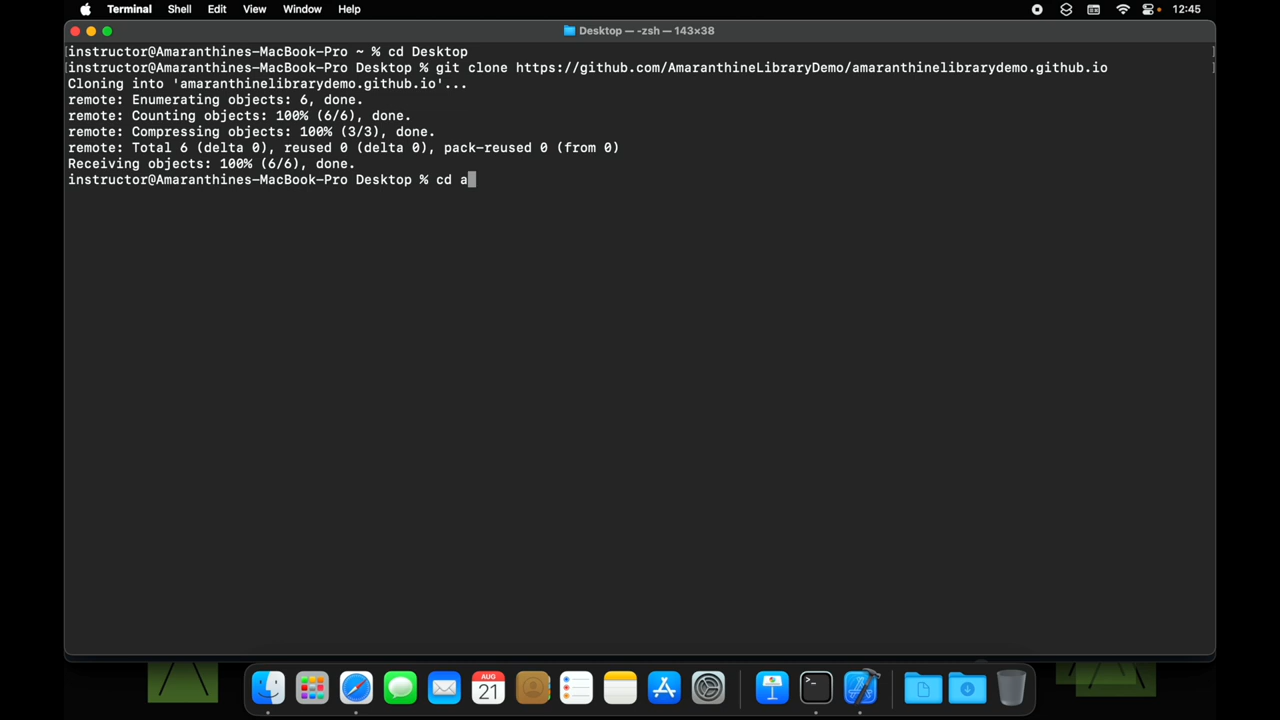 Terminal Shell Edit View Window Help 12:45
Desktop — -zsh — 143×38
[instructor@Amaranthines-MacBook-Pro ~ % cd Desktop ]
[instructor@Amaranthines-MacBook-Pro Desktop % git clone https://github.com/AmaranthineLibraryDemo/amaranthinelibrarydemo.github.io ]
Cloning into 'amaranthinelibrarydemo.github.io'...
remote: Enumerating objects: 6, done.
remote: Counting objects: 100% (6/6), done.
remote: Compressing objects: 100% (3/3), done.
remote: Total 6 (delta 0), reused 0 (delta 0), pack-reused 0 (from 0)
Receiving objects: 100% (6/6), done.
instructor@Amaranthines-MacBook-Pro Desktop % cd a
AUG
21
>_